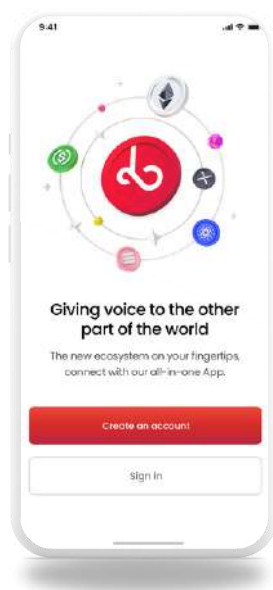 9:41
Giving voice to the other
part of the world
The new ecosystem on your fingertips,
connect with our all-in-one App.
Create an account
Sign in